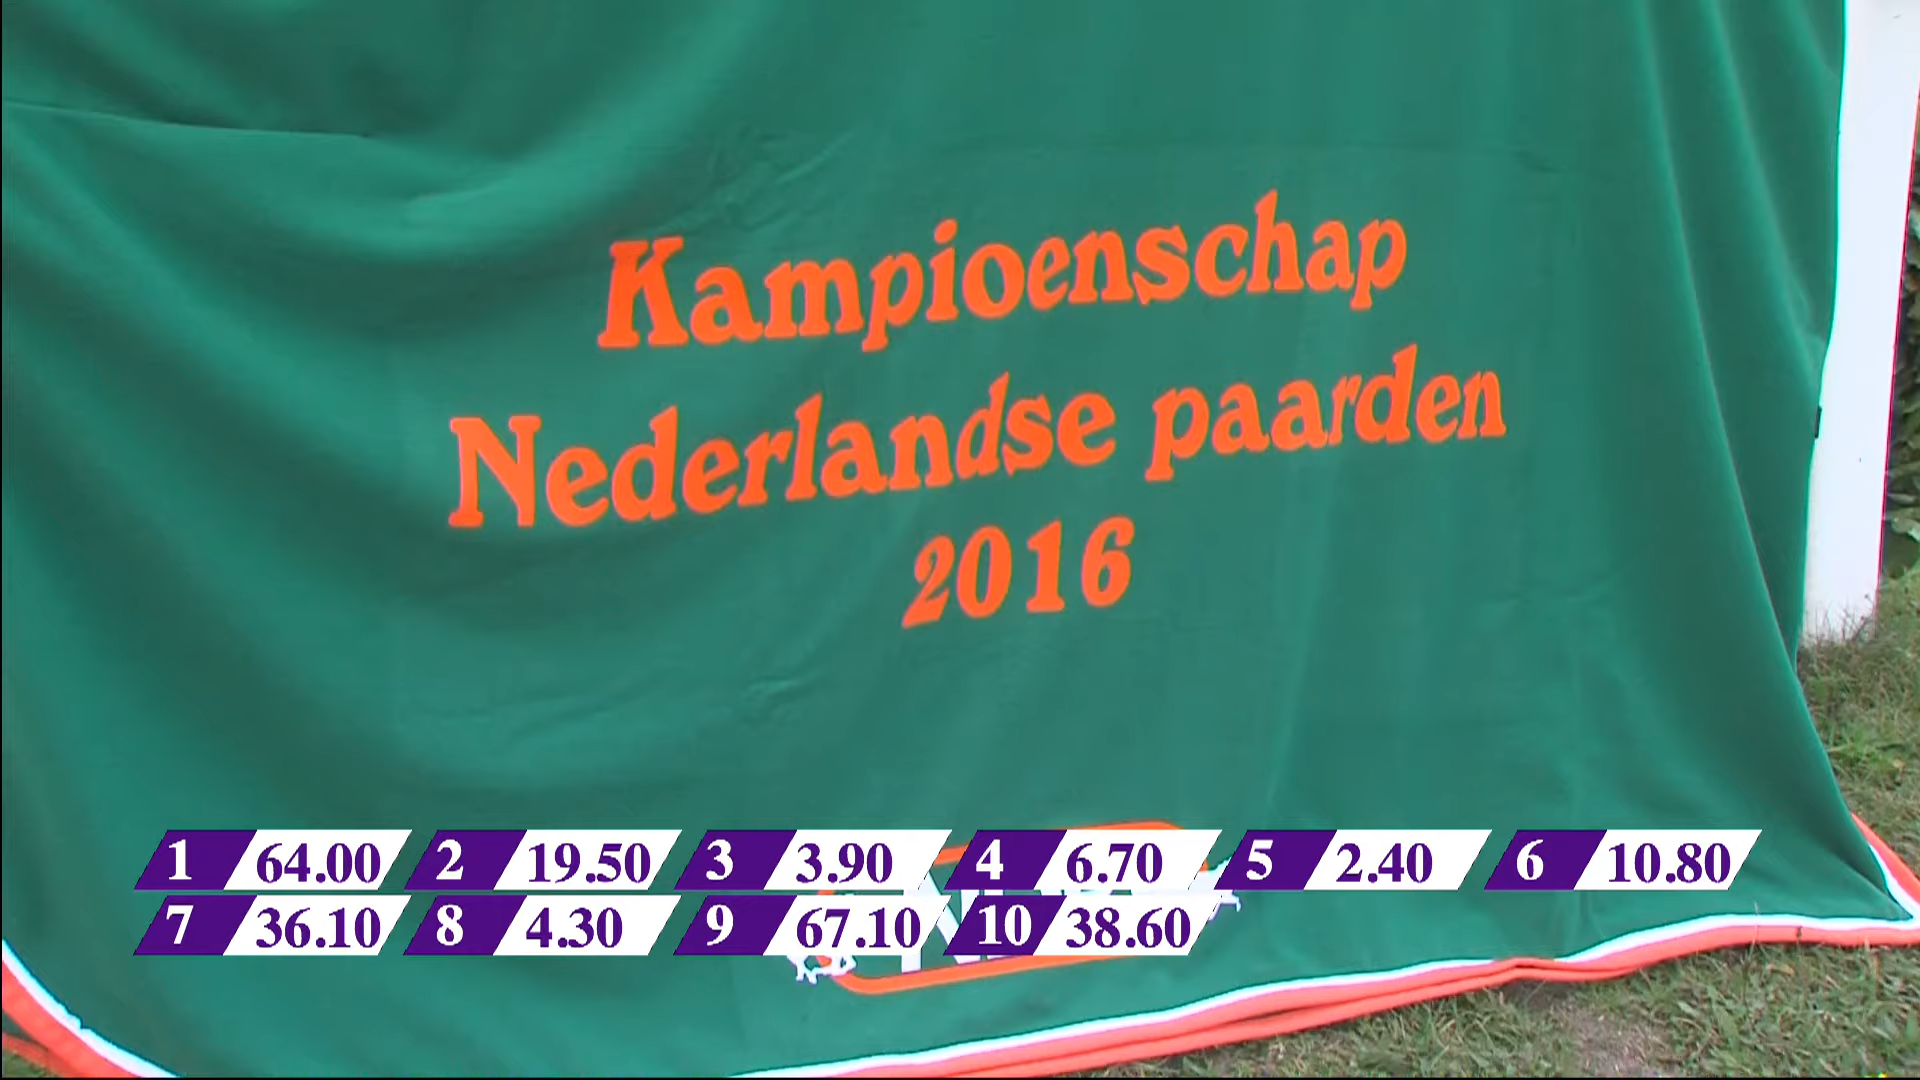 Kampioenschap
Nederlandse paarden
2016
1 64.00 2 19.50 3 3.90 4 6.70 5 2.40 6 10.80
7 36.10 8 4.30 9 67.10 10 38.60